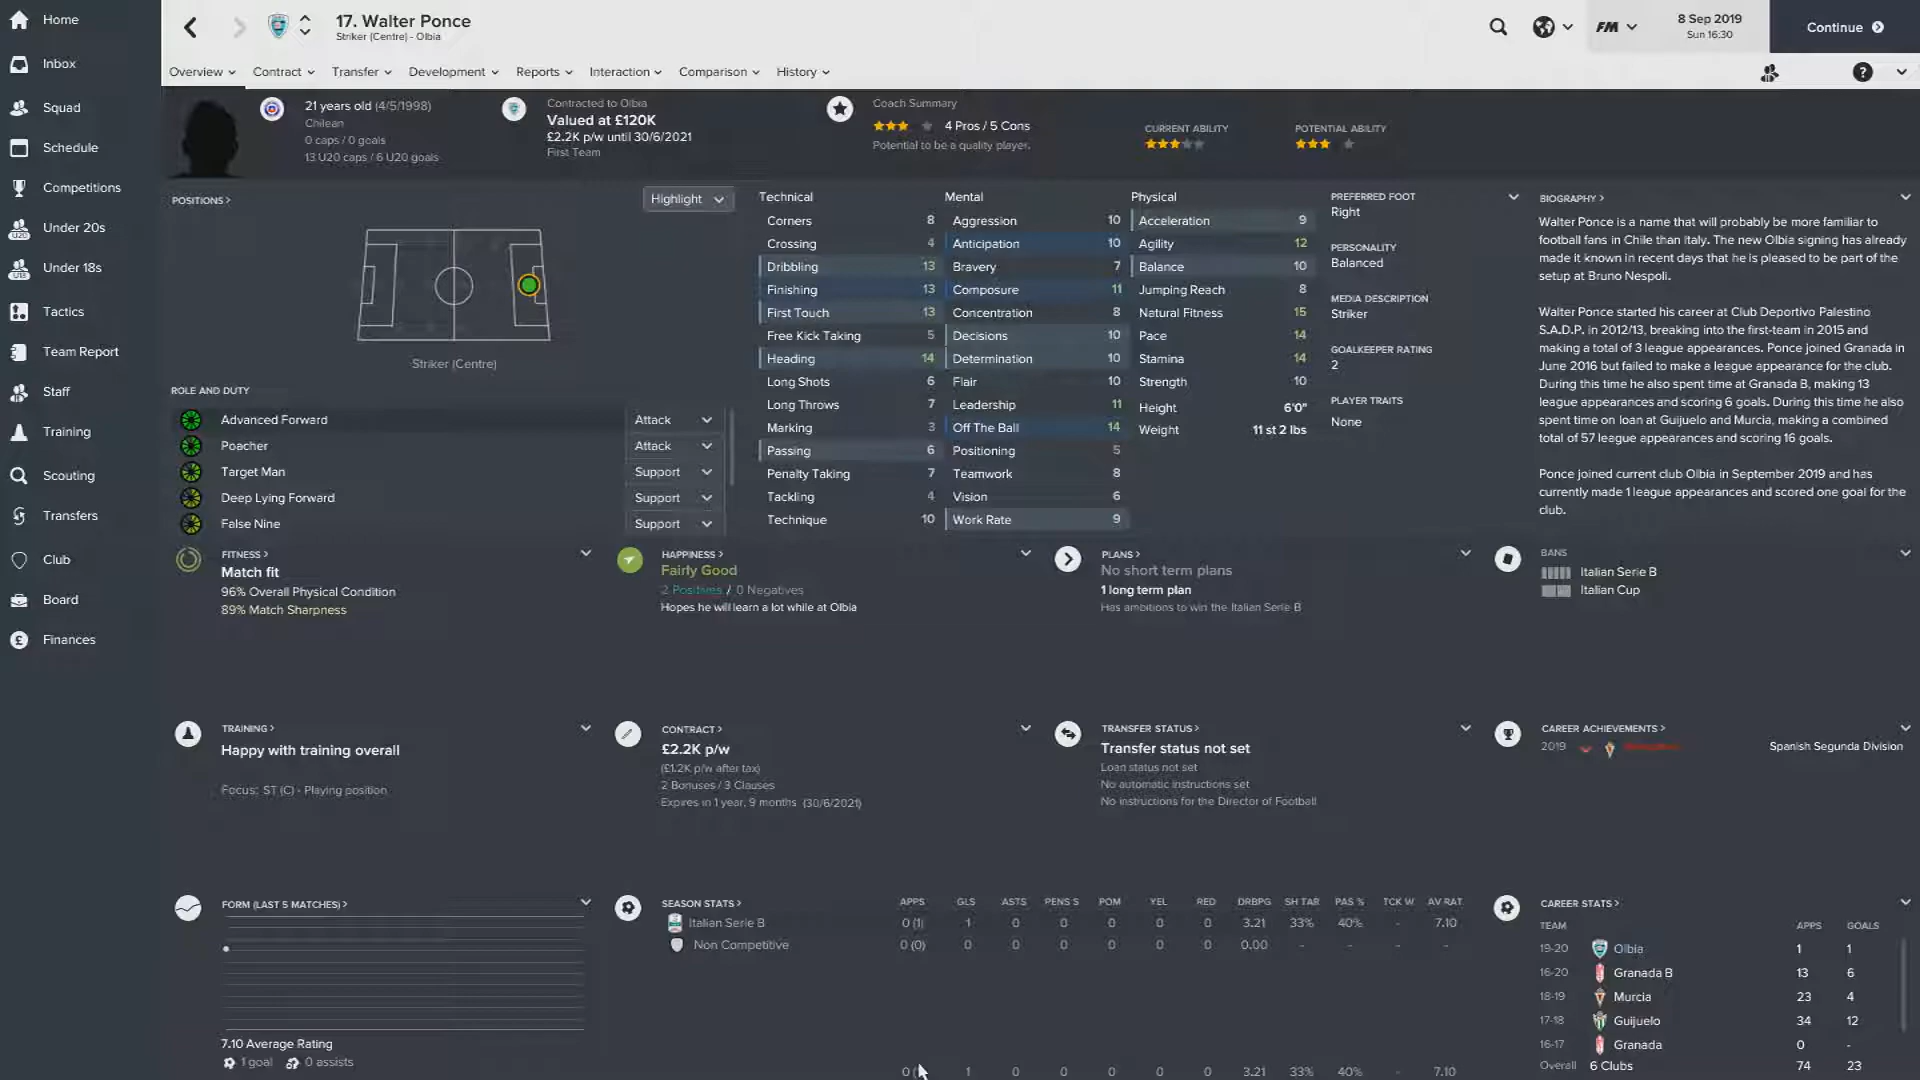 Home
Inbox
Squad
Schedule
Competitions
Under 20s
Under 18s
Tactics
Team Report
Staff
Training
Scouting
Transfers
Club
Board
Finances
17. Walter Ponce
Striker (Centre) - Olbia
FM
8 Sep 2019
Sun 16:30
Continue
Overview Contract Transfer Development Reports Interaction Comparison History
?
21 years old (4/5/1998)
Chilean
0 caps / 0 goals
13 U20 caps / 6 U20 goals
Contracted to Olbia
Valued at £120K
£2.2K p/w until 30/6/2021
First Team
Coach Summary
4 Pros / 5 Cons
Potential to be a quality player.
CURRENT ABILITY
POTENTIAL ABILITY
POSITIONS >
Highlight
Striker (Centre)
ROLE AND DUTY
Advanced Forward Attack
Poacher Attack
Target Man Support
Deep Lying Forward Support
False Nine Support
Technical
Corners 8
Crossing 4
Dribbling 13
Finishing 13
First Touch 13
Free Kick Taking 5
Heading 14
Long Shots 6
Long Throws 7
Marking 3
Passing 6
Penalty Taking 7
Tackling 4
Technique 10
Mental
Aggression 10
Anticipation 10
Bravery 7
Composure 11
Concentration 8
Decisions 10
Determination 10
Flair 10
Leadership 11
Off The Ball 14
Positioning 5
Teamwork 8
Vision 6
Work Rate 9
Physical
Acceleration 9
Agility 12
Balance 10
Jumping Reach 8
Natural Fitness 15
Pace 14
Stamina 14
Strength 10
Height 6'0"
Weight 11 st 2 lbs
PREFERRED FOOT
Right
PERSONALITY
Balanced
MEDIA DESCRIPTION
Striker
GOALKEEPER RATING
2
PLAYER TRAITS
None
BIOGRAPHY >
Walter Ponce is a name that will probably be more familiar to
football fans in Chile than Italy. The new Olbia signing has already
made it known in recent days that he is pleased to be part of the
setup at Bruno Nespoli.
Walter Ponce started his career at Club Deportivo Palestino
S.A.D.P. in 2012/13, breaking into the first-team in 2015 and
making a total of 3 league appearances. Ponce joined Granada in
June 2016 but failed to make a league appearance for the club.
During this time he also spent time at Granada B, making 13
league appearances and scoring 6 goals. During this time he also
spent time on loan at Guijuelo and Murcia, making a combined
total of 57 league appearances and scoring 16 goals.
Ponce joined current club Olbia in September 2019 and has
currently made 1 league appearances and scored one goal for the
club.
FITNESS >
Match fit
96% Overall Physical Condition
89% Match Sharpness
HAPPINESS >
Fairly Good
2 Positives / 0 Negatives
Hopes he will learn a lot while at Olbia
PLANS >
No short term plans
1 long term plan
Has ambitions to win the Italian Serie B
BANS
Italian Serie B
Italian Cup
TRAINING >
Happy with training overall
Focus: ST (C) - Playing position
CONTRACT >
£2.2K p/w
(£1.2K p/w after tax)
2 Bonuses / 3 Clauses
Expires in 1 year, 9 months (30/6/2021)
TRANSFER STATUS >
Transfer status not set
Loan status not set
No automatic instructions set
No instructions for the Director of Football
CAREER ACHIEVEMENTS >
2019 Spanish Segunda División
FORM (LAST 5 MATCHES) >
7.10 Average Rating
1 goal 0 assists
SEASON STATS > APPS GLS ASTS PENS S POM YEL RED DRBPG SH TAR PAS % TCK W AV RAT
Italian Serie B 0 (1) 1 0 0 0 0 0 3.21 33% 40% - 7.10
Non Competitive 0 (0) 0 0 0 0 0 0 0.00 - - - -
0 1 0 0 0 0 0 3.21 33% 40% - 7.10
CAREER STATS >
TEAM APPS GOALS
19-20 Olbia 1 1
16-20 Granada B 13 6
18-19 Murcia 23 4
17-18 Guijuelo 34 12
16-17 Granada 0 -
Overall 6 Clubs 74 23